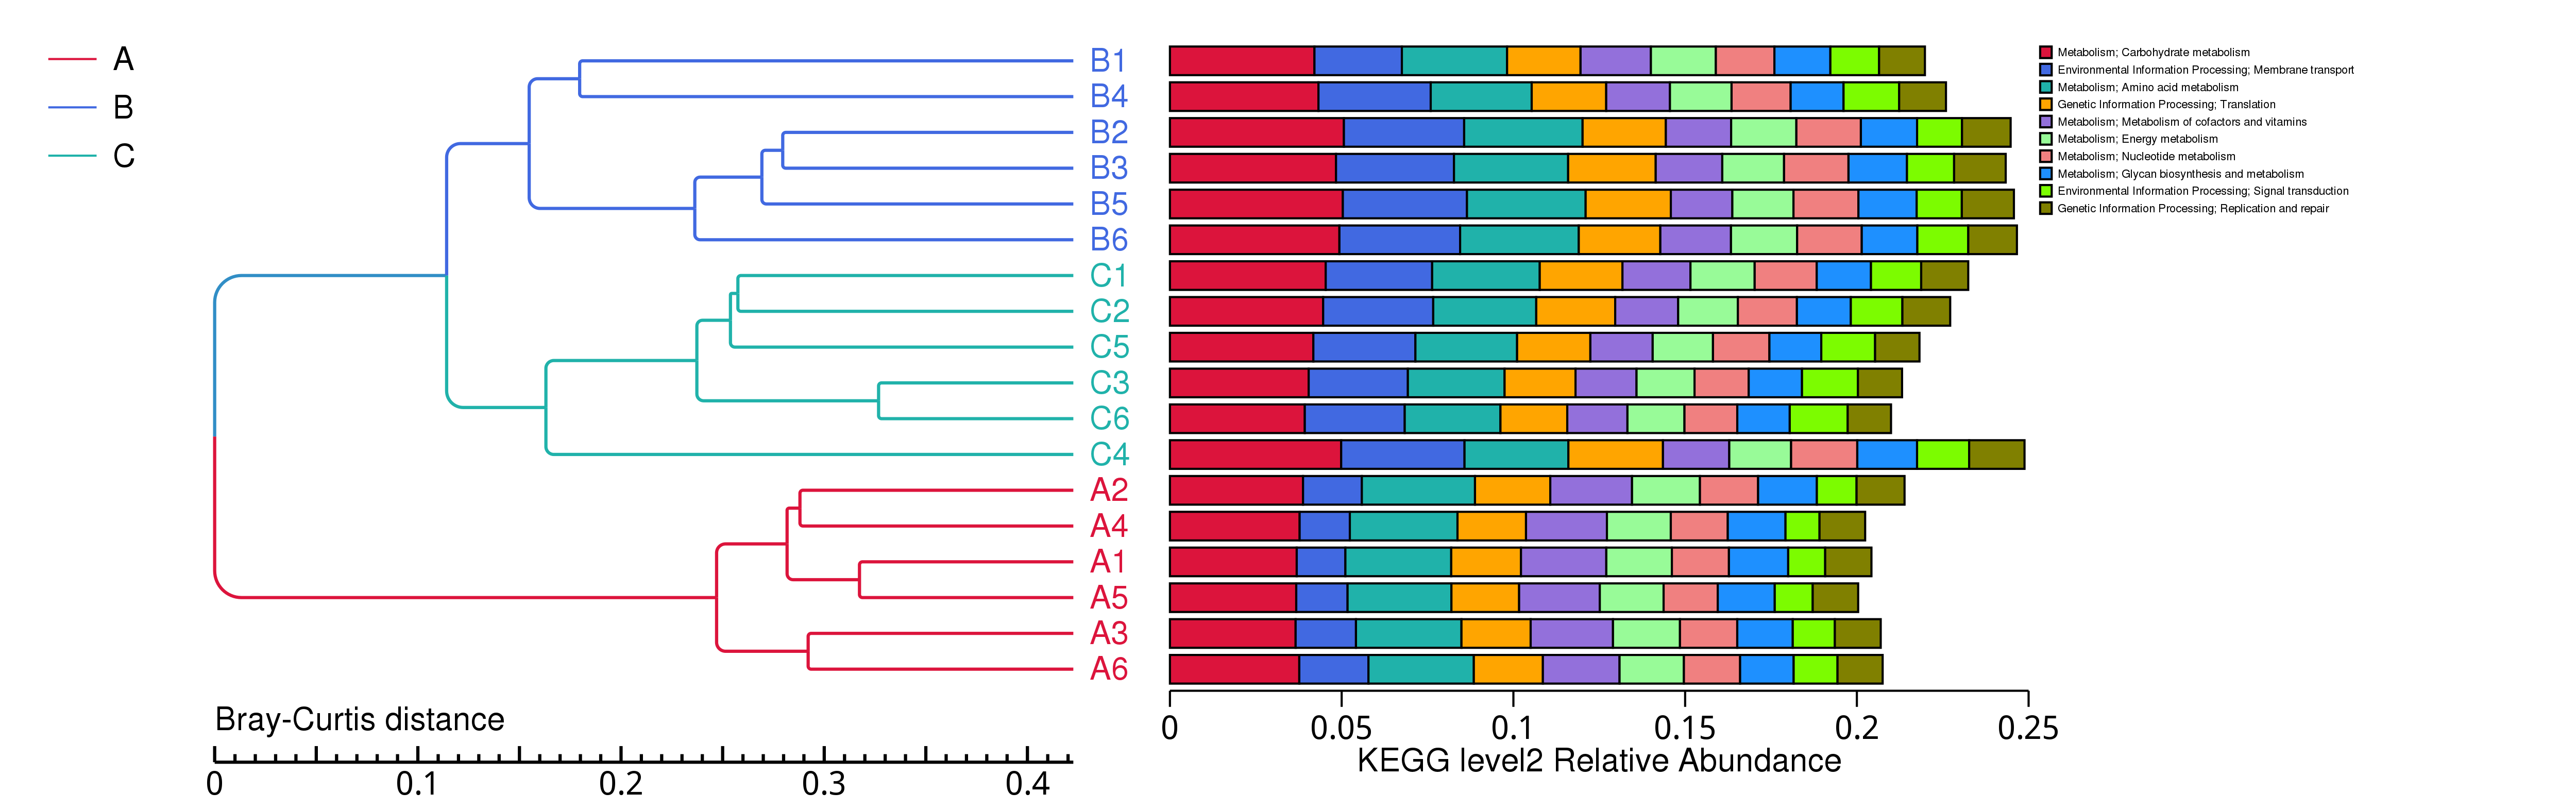 A
B
C
B1
B4
B2
B3
B5
B6
C1
C2
C5
C3
C6
C4
A2
A4
A1
A5
A3
A6
Bray-Curtis distance
0 0.1 0.2 0.3 0.4
0 0.05 0.1 0.15 0.2 0.25
KEGG level2 Relative Abundance
Metabolism; Carbohydrate metabolism
Environmental Information Processing; Membrane transport
Metabolism; Amino acid metabolism
Genetic Information Processing; Translation
Metabolism; Metabolism of cofactors and vitamins
Metabolism; Energy metabolism
Metabolism; Nucleotide metabolism
Metabolism; Glycan biosynthesis and metabolism
Environmental Information Processing; Signal transduction
Genetic Information Processing; Replication and repair